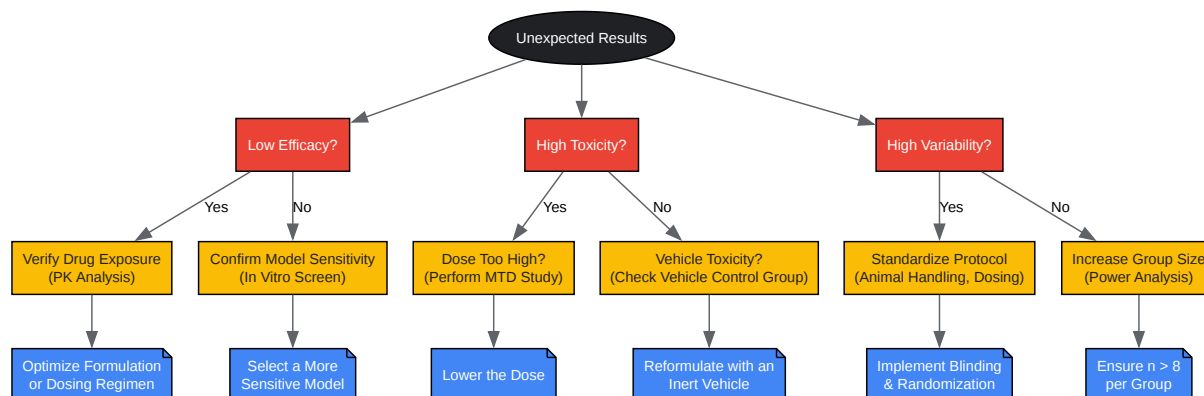 Unexpected Results
Low Efficacy?
High Toxicity?
High Variability?
Yes
No
Yes
No
Yes
No
Verify Drug Exposure
(PK Analysis)
Confirm Model Sensitivity
(In Vitro Screen)
Dose Too High?
(Perform MTD Study)
Vehicle Toxicity?
(Check Vehicle Control Group)
Standardize Protocol
(Animal Handling, Dosing)
Increase Group Size
(Power Analysis)
Optimize Formulation
or Dosing Regimen
Select a More
Sensitive Model
Lower the Dose
Reformulate with an
Inert Vehicle
Implement Blinding
& Randomization
Ensure n > 8
per Group